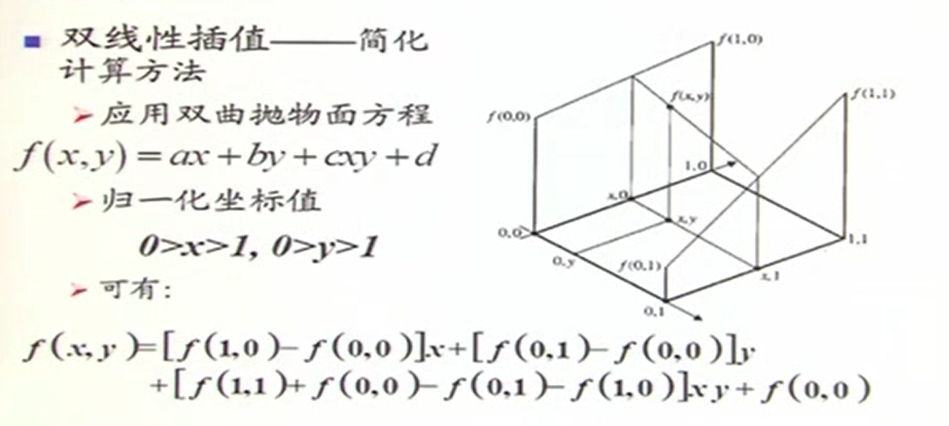 双线性插值——简化
计算方法
应用双曲抛物面方程
f(x,y)=ax+by+cxy+d
归一化坐标值
0>x>1, 0>y>1
可有:
f(x,y)=[f(1,0)-f(0,0)]x+[f(0,1)-f(0,0)]y
+[f(1,1)+f(0,0)-f(0,1)-f(1,0)]xy+f(0,0)
f(1,0)
f(1,1)
f(x,y)
f(0,0)
1,0
x,0
x,y
0,0
1,1
0,y
f(0,1)
x,1
0,1